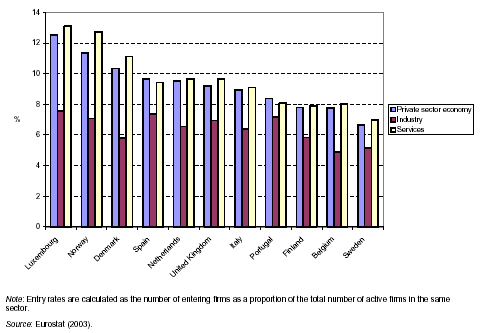 14
12
10
8
6
4
2
0
%
Luxembourg
Norway
Denmark
Spain
Netherlands
United Kingdom
Italy
Portugal
Finland
Belgium
Sweden
Private sector economy
Industry
Services
Note: Entry rates are calculated as the number of entering firms as a proportion of the total number of active firms in the same
sector.
Source: Eurostat (2003).